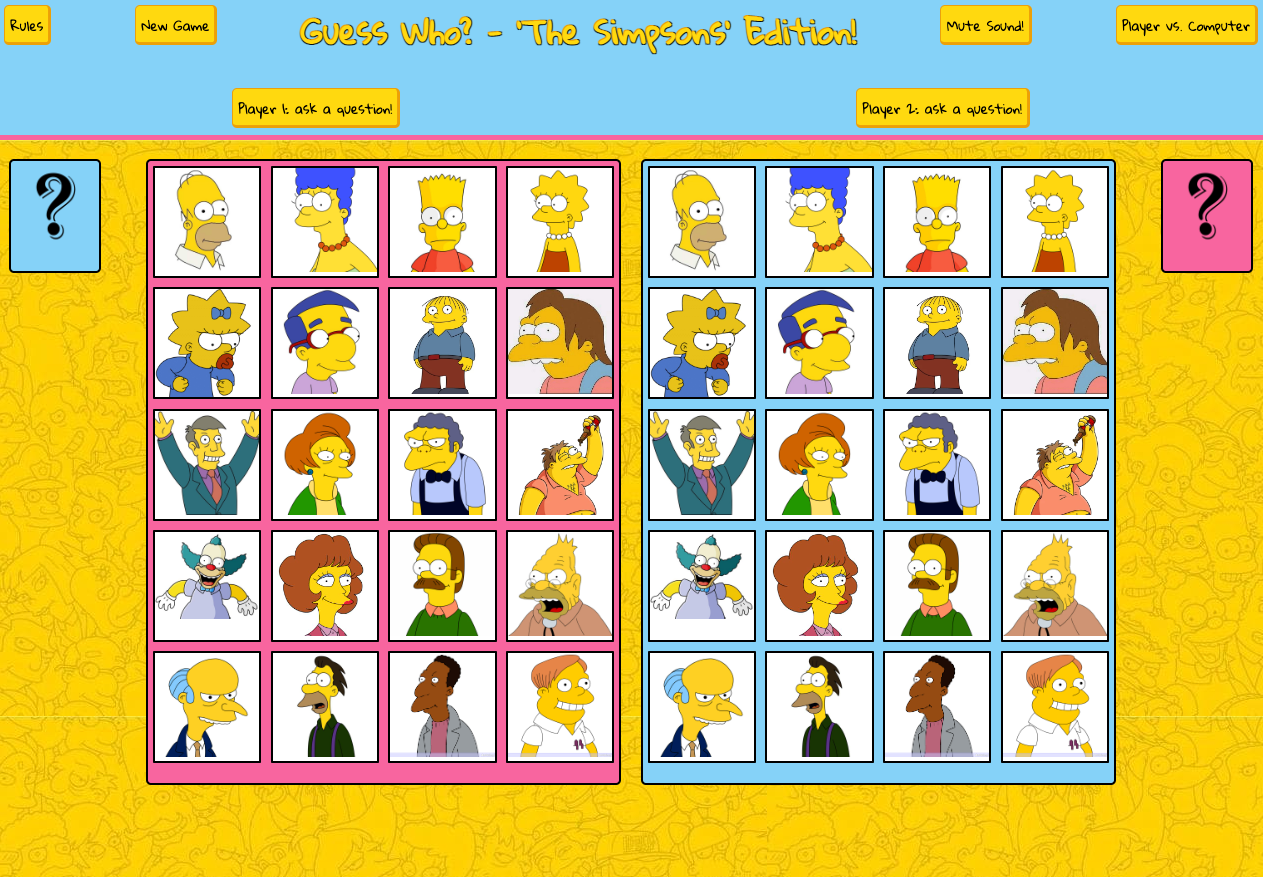 Rules
New Game
Guess Who? - 'The Simpsons' Edition!
Mute Sound!
Player vs. Computer
Player 1: ask a question!
Player 2: ask a question!
?
?